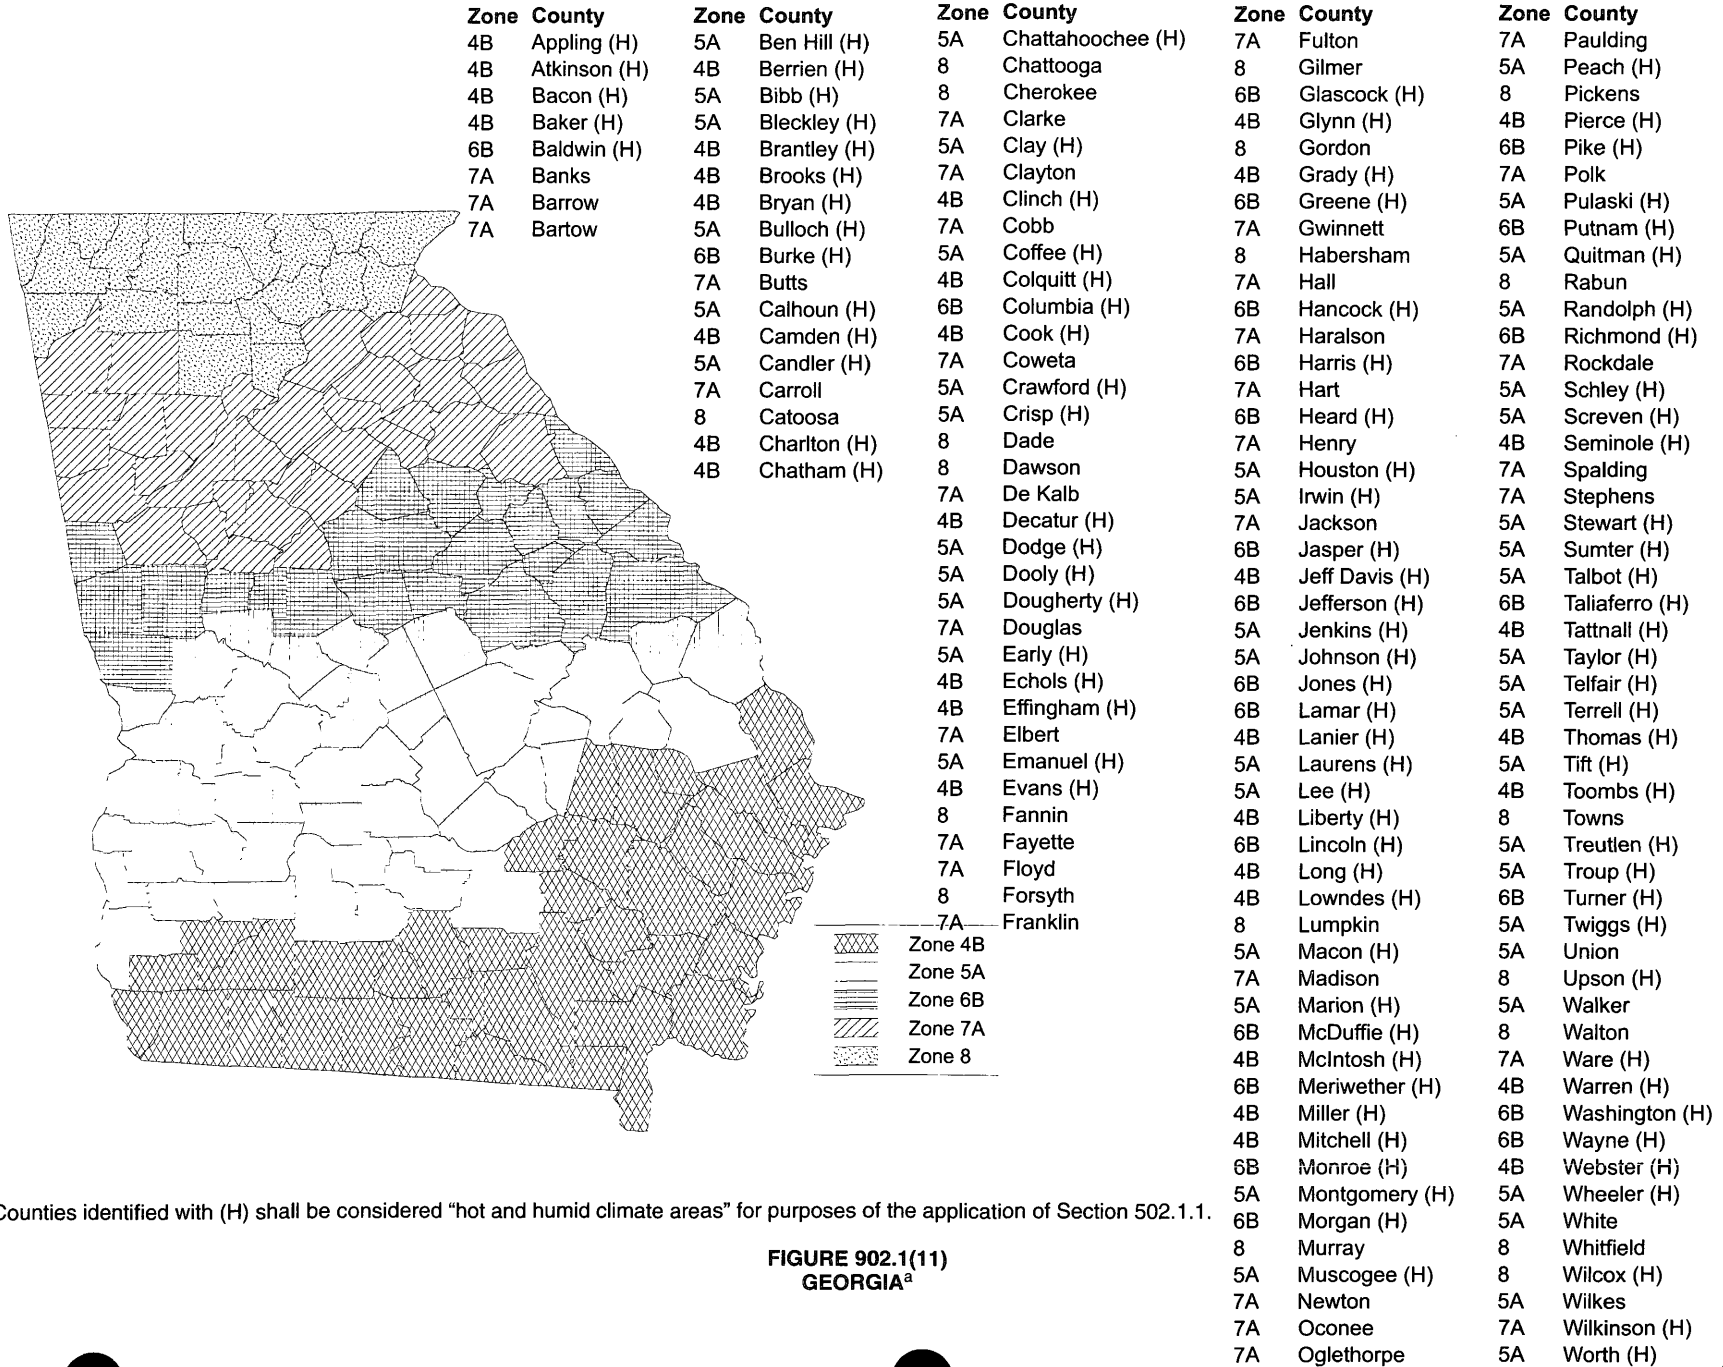 Zone County
4B Appling (H)
4B Atkinson (H)
4B Bacon (H)
4B Baker (H)
6B Baldwin (H)
7A Banks
7A Barrow
7A Bartow
Zone County
5A Ben Hill (H)
4B Berrien (H)
5A Bibb (H)
5A Bleckley (H)
4B Brantley (H)
4B Brooks (H)
4B Bryan (H)
5A Bulloch (H)
6B Burke (H)
7A Butts
5A Calhoun (H)
4B Camden (H)
5A Candler (H)
7A Carroll
8 Catoosa
4B Charlton (H)
4B Chatham (H)
Zone County
5A Chattahoochee (H)
8 Chattooga
8 Cherokee
7A Clarke
5A Clay (H)
7A Clayton
4B Clinch (H)
7A Cobb
5A Coffee (H)
4B Colquitt (H)
6B Columbia (H)
4B Cook (H)
7A Coweta
5A Crawford (H)
5A Crisp (H)
8 Dade
8 Dawson
7A De Kalb
4B Decatur (H)
5A Dodge (H)
5A Dooly (H)
5A Dougherty (H)
7A Douglas
5A Early (H)
4B Echols (H)
4B Effingham (H)
7A Elbert
5A Emanuel (H)
4B Evans (H)
8 Fannin
7A Fayette
7A Floyd
8 Forsyth
7A Franklin
Zone County
7A Fulton
8 Gilmer
6B Glascock (H)
4B Glynn (H)
8 Gordon
4B Grady (H)
6B Greene (H)
7A Gwinnett
8 Habersham
7A Hall
6B Hancock (H)
7A Haralson
6B Harris (H)
7A Hart
6B Heard (H)
7A Henry
5A Houston (H)
5A Irwin (H)
7A Jackson
6B Jasper (H)
4B Jeff Davis (H)
6B Jefferson (H)
5A Jenkins (H)
5A Johnson (H)
6B Jones (H)
6B Lamar (H)
4B Lanier (H)
5A Laurens (H)
5A Lee (H)
4B Liberty (H)
6B Lincoln (H)
4B Long (H)
4B Lowndes (H)
8 Lumpkin
5A Macon (H)
7A Madison
5A Marion (H)
6B McDuffie (H)
4B McIntosh (H)
6B Meriwether (H)
4B Miller (H)
4B Mitchell (H)
6B Monroe (H)
5A Montgomery (H)
6B Morgan (H)
8 Murray
5A Muscogee (H)
7A Newton
7A Oconee
7A Oglethorpe
Zone County
7A Paulding
5A Peach (H)
8 Pickens
4B Pierce (H)
6B Pike (H)
7A Polk
5A Pulaski (H)
6B Putnam (H)
5A Quitman (H)
8 Rabun
5A Randolph (H)
6B Richmond (H)
7A Rockdale
5A Schley (H)
5A Screven (H)
4B Seminole (H)
7A Spalding
7A Stephens
5A Stewart (H)
5A Sumter (H)
5A Talbot (H)
6B Taliaferro (H)
4B Tattnall (H)
5A Taylor (H)
5A Telfair (H)
5A Terrell (H)
4B Thomas (H)
5A Tift (H)
4B Toombs (H)
8 Towns
5A Treutlen (H)
5A Troup (H)
6B Turner (H)
5A Twiggs (H)
5A Union
8 Upson (H)
5A Walker
8 Walton
7A Ware (H)
4B Warren (H)
6B Washington (H)
6B Wayne (H)
4B Webster (H)
5A Wheeler (H)
5A White
8 Whitfield
8 Wilcox (H)
5A Wilkes
7A Wilkinson (H)
5A Worth (H)
Zone 4B
Zone 5A
Zone 6B
Zone 7A
Zone 8
Counties identified with (H) shall be considered "hot and humid climate areas" for purposes of the application of Section 502.1.1.
FIGURE 902.1(11)
GEORGIAa